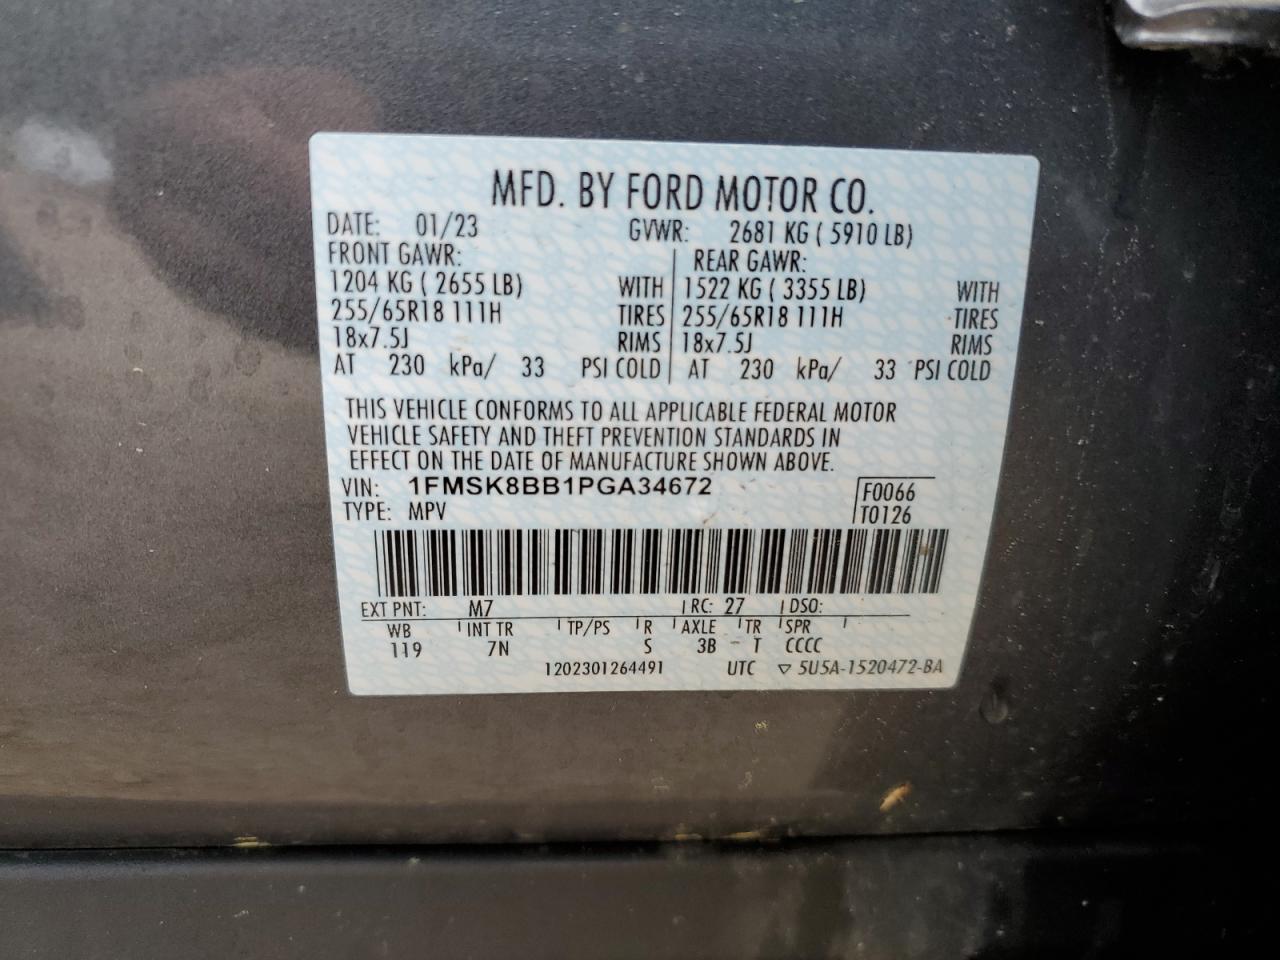 MFD. BY FORD MOTOR CO.
DATE: 01/23 GVWR: 2681 KG ( 5910 LB)
FRONT GAWR: REAR GAWR:
1204 KG ( 2655 LB) WITH 1522 KG ( 3355 LB) WITH
255/65R18 111H TIRES 255/65R18 111H TIRES
18x7.5J RIMS 18x7.5J RIMS
AT 230 kPa/ 33 PSI COLD AT 230 kPa/ 33 PSI COLD
THIS VEHICLE CONFORMS TO ALL APPLICABLE FEDERAL MOTOR
VEHICLE SAFETY AND THEFT PREVENTION STANDARDS IN
EFFECT ON THE DATE OF MANUFACTURE SHOWN ABOVE.
VIN: 1FMSK8BB1PGA34672 F0066
TYPE: MPV T0126
EXT PNT: M7 RC: 27 DSO:
WB INT TR TP/PS R AXLE TR SPR
119 7N S 3B - T CCCC
1202301264491 UTC ▽ 5U5A-1520472-BA